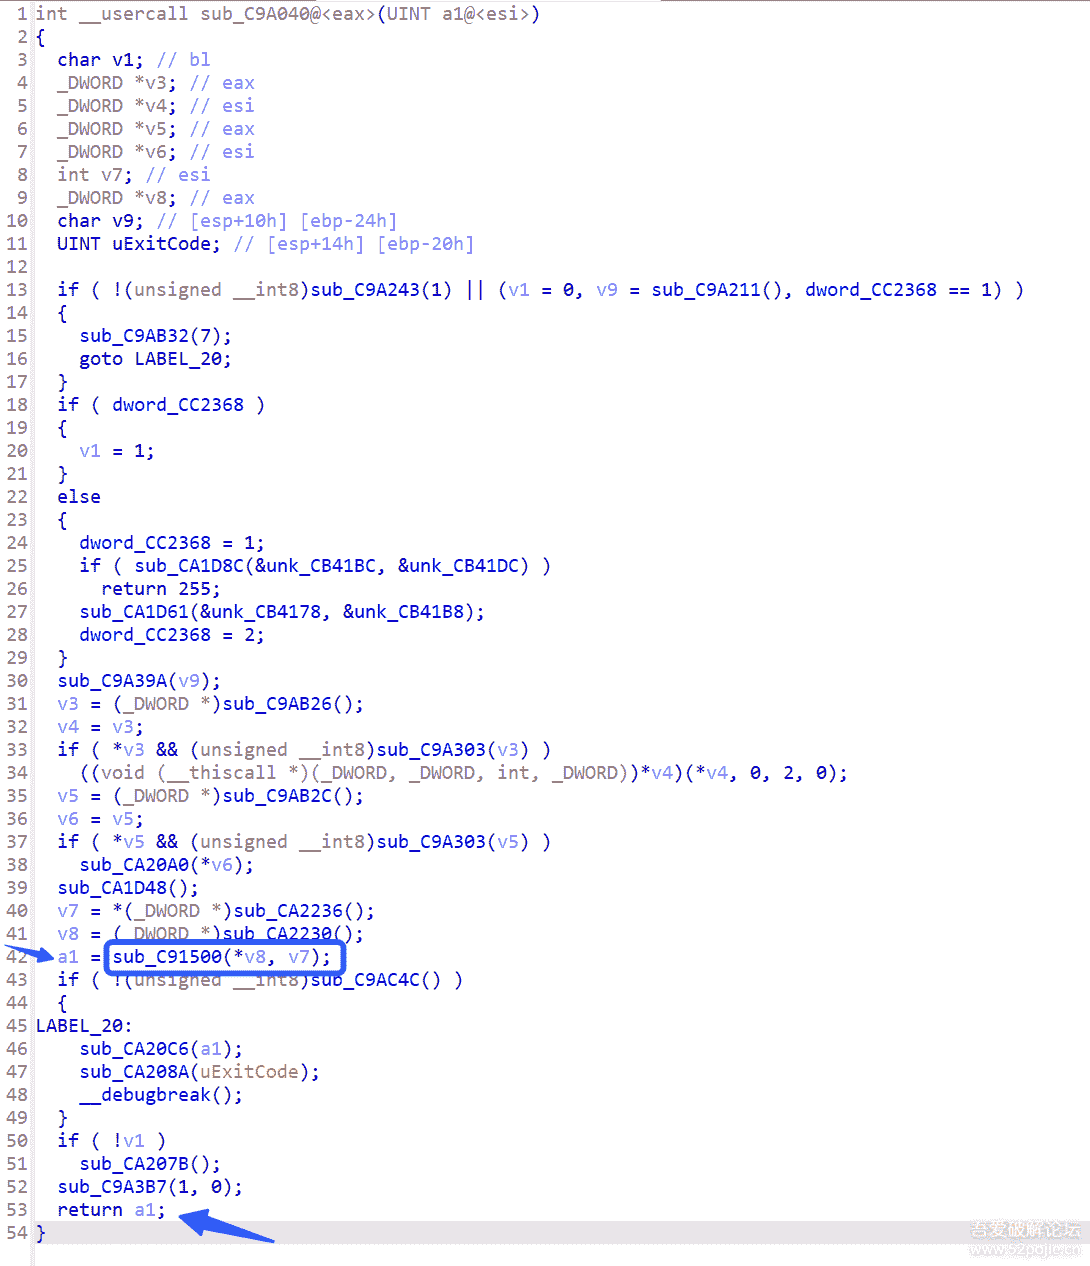 1 int __usercall sub_C9A040@<eax>(UINT a1@<esi>)
2 {
3 char v1; // bl
4 _DWORD *v3; // eax
5 _DWORD *v4; // esi
6 _DWORD *v5; // eax
7 _DWORD *v6; // esi
8 int v7; // esi
9 _DWORD *v8; // eax
10 char v9; // [esp+10h] [ebp-24h]
11 UINT uExitCode; // [esp+14h] [ebp-20h]
12
13 if ( !(unsigned __int8)sub_C9A243(1) || (v1 = 0, v9 = sub_C9A211(), dword_CC2368 == 1) )
14 {
15 sub_C9AB32(7);
16 goto LABEL_20;
17 }
18 if ( dword_CC2368 )
19 {
20 v1 = 1;
21 }
22 else
23 {
24 dword_CC2368 = 1;
25 if ( sub_CA1D8C(&unk_CB41BC, &unk_CB41DC) )
26 return 255;
27 sub_CA1D61(&unk_CB4178, &unk_CB41B8);
28 dword_CC2368 = 2;
29 }
30 sub_C9A39A(v9);
31 v3 = (_DWORD *)sub_C9AB26();
32 v4 = v3;
33 if ( *v3 && (unsigned __int8)sub_C9A303(v3) )
34 ((void (__thiscall *)(_DWORD, _DWORD, int, _DWORD))*v4)(*v4, 0, 2, 0);
35 v5 = (_DWORD *)sub_C9AB2C();
36 v6 = v5;
37 if ( *v5 && (unsigned __int8)sub_C9A303(v5) )
38 sub_CA20A0(*v6);
39 sub_CA1D48();
40 v7 = *(_DWORD *)sub_CA2236();
41 v8 = (_DWORD *)sub_CA2230();
42 a1 = sub_C91500(*v8, v7);
43 if ( !(unsigned __int8)sub_C9AC4C() )
44 {
45 LABEL_20:
46 sub_CA20C6(a1);
47 sub_CA208A(uExitCode);
48 __debugbreak();
49 }
50 if ( !v1 )
51 sub_CA207B();
52 sub_C9A3B7(1, 0);
53 return a1;
54 }
吾爱破解论坛
www.52pojie.cn